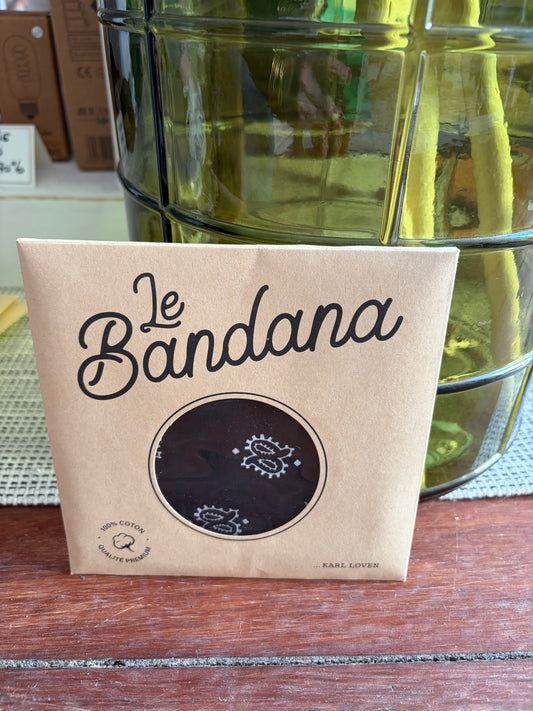 Le
Bandana
100% COTON
QUALITÉ PREMIUM
... KARL LOVEN